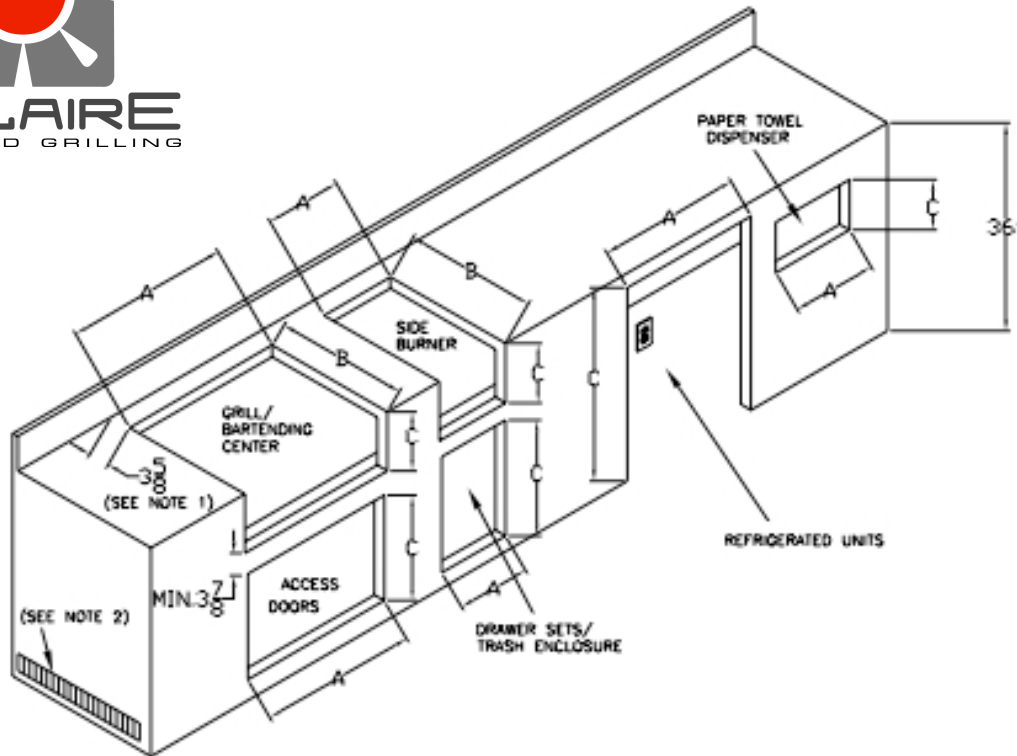 LAIRE
D GRILLING
PAPER TOWEL
DISPENSER
C
36
A
A
A
A
B
SIDE
BURNER
C
C
B
GRILL/
BARTENDING
CENTER
C
C
3 5/8
(SEE NOTE 1)
C
REFRIGERATED UNITS
MIN.3 7/8
ACCESS
DOORS
A
(SEE NOTE 2)
DRAWER SETS/
TRASH ENCLOSURE
A